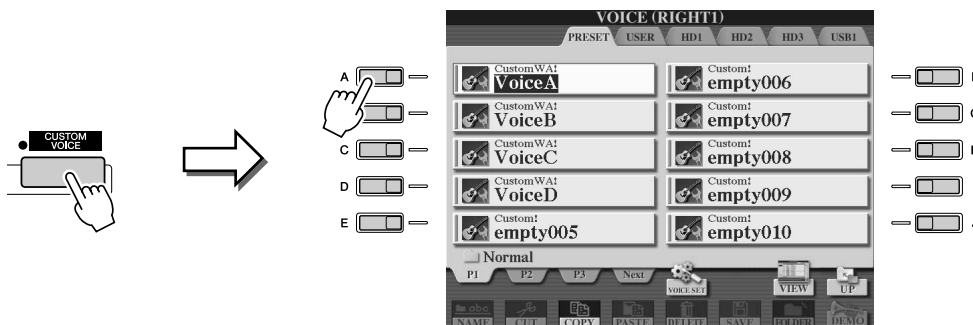 VOICE (RIGHT1)
PRESET USER HD1 HD2 HD3 USB1
CUSTOM
VOICE
A
C
D
E
CustomWA!
VoiceA
CustomWA!
VoiceB
CustomWA!
VoiceC
CustomWA!
VoiceD
Custom!
empty005
Custom!
empty006
Custom!
empty007
Custom!
empty008
Custom!
empty009
Custom!
empty010
Normal
P1 P2 P3 Next
VOICE SET
VIEW
UP
abc
NAME CUT COPY PASTE DELETE SAVE FOLDER DEMO